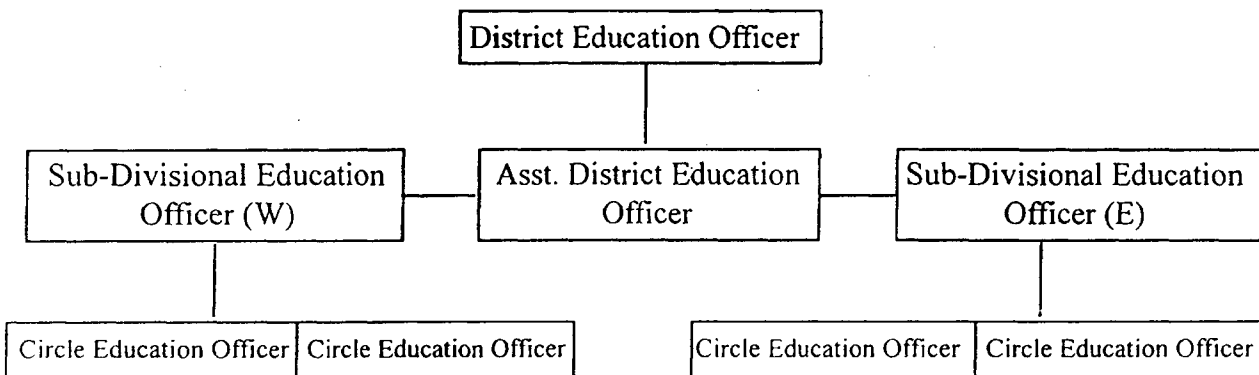 District Education Officer
Sub-Divisional Education
Officer (W)
Asst. District Education
Officer
Sub-Divisional Education
Officer (E)
Circle Education Officer
Circle Education Officer
Circle Education Officer
Circle Education Officer